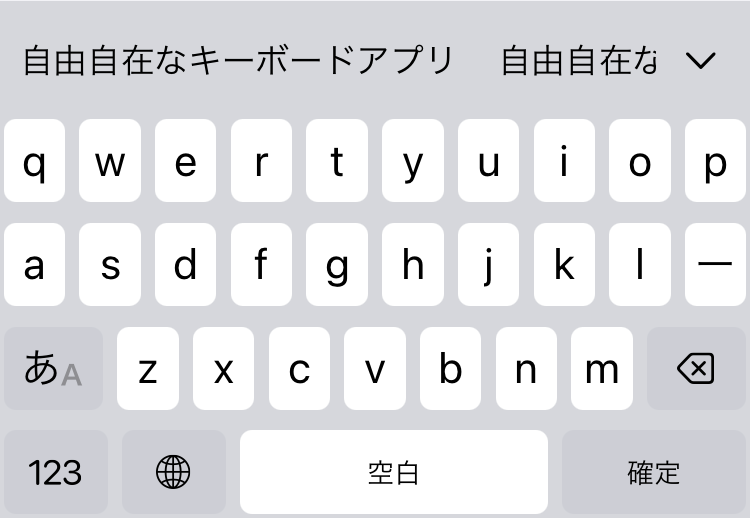 自由自在なキーボードアプリ 自由自在な
q w e r t y u i o p
a s d f g h j k l ー
あA z x c v b n m
123 空白 確定